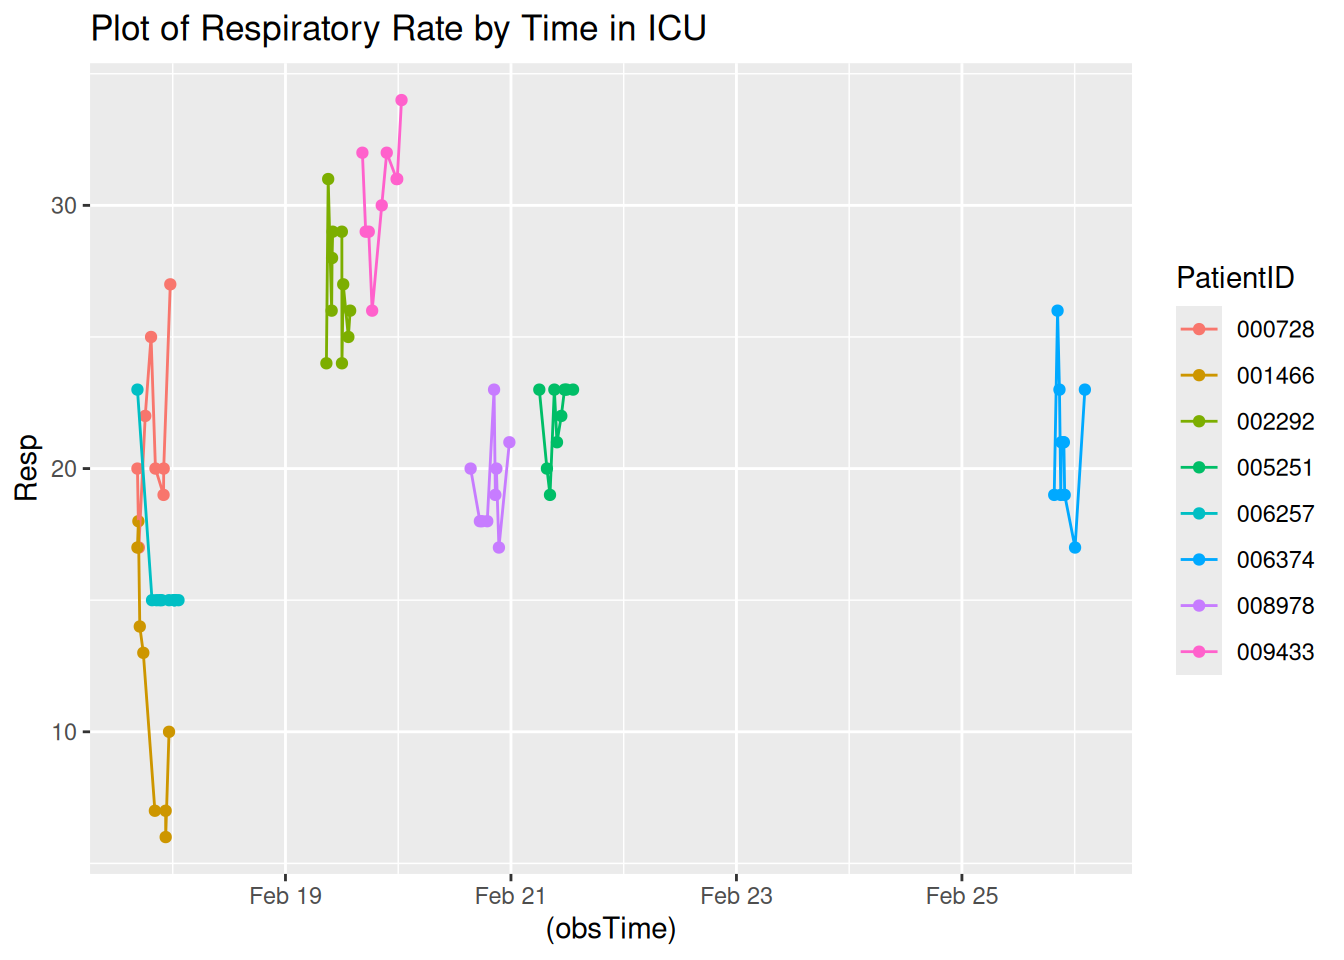 Plot of Respiratory Rate by Time in ICU
30
20
10
Resp
Feb 19
Feb 21
Feb 23
Feb 25
(obsTime)
PatientID
000728
001466
002292
005251
006257
006374
008978
009433